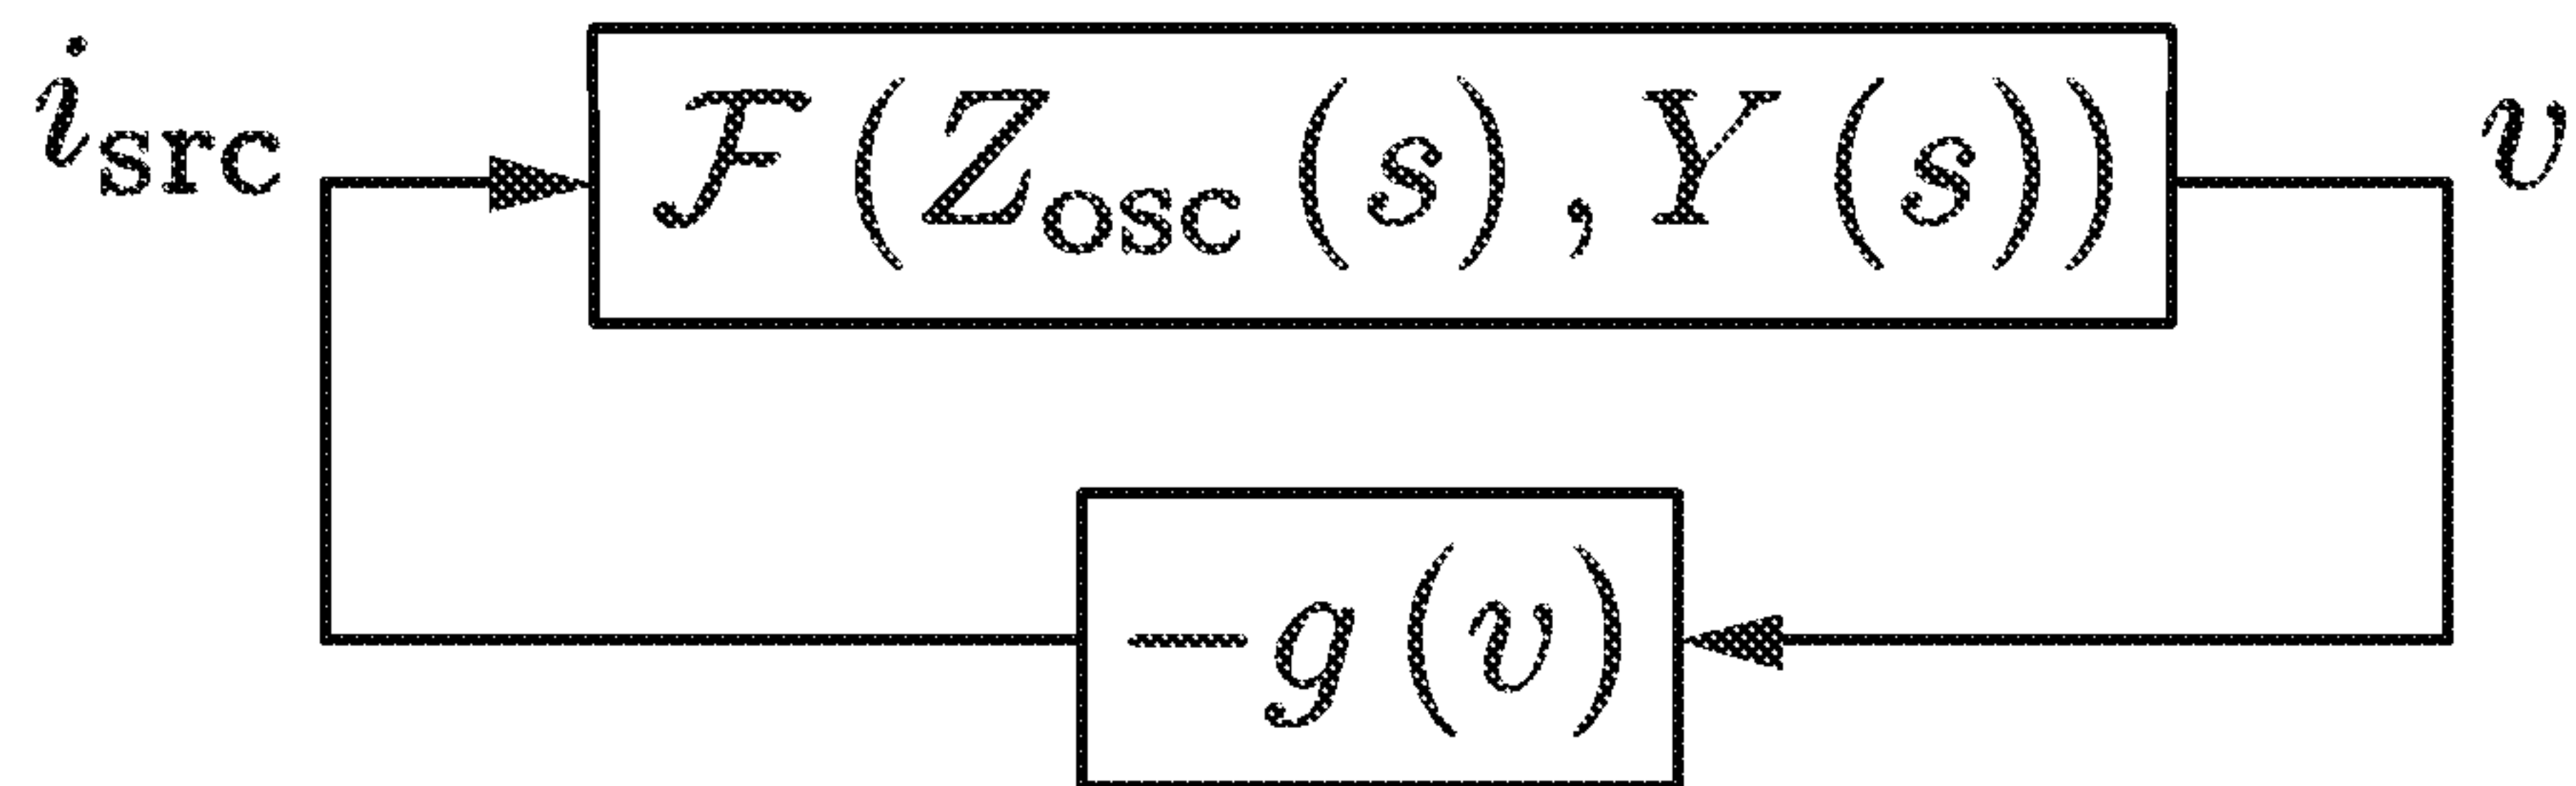 i_src
ℱ(Z_osc(s), Y(s))
v
−g(v)